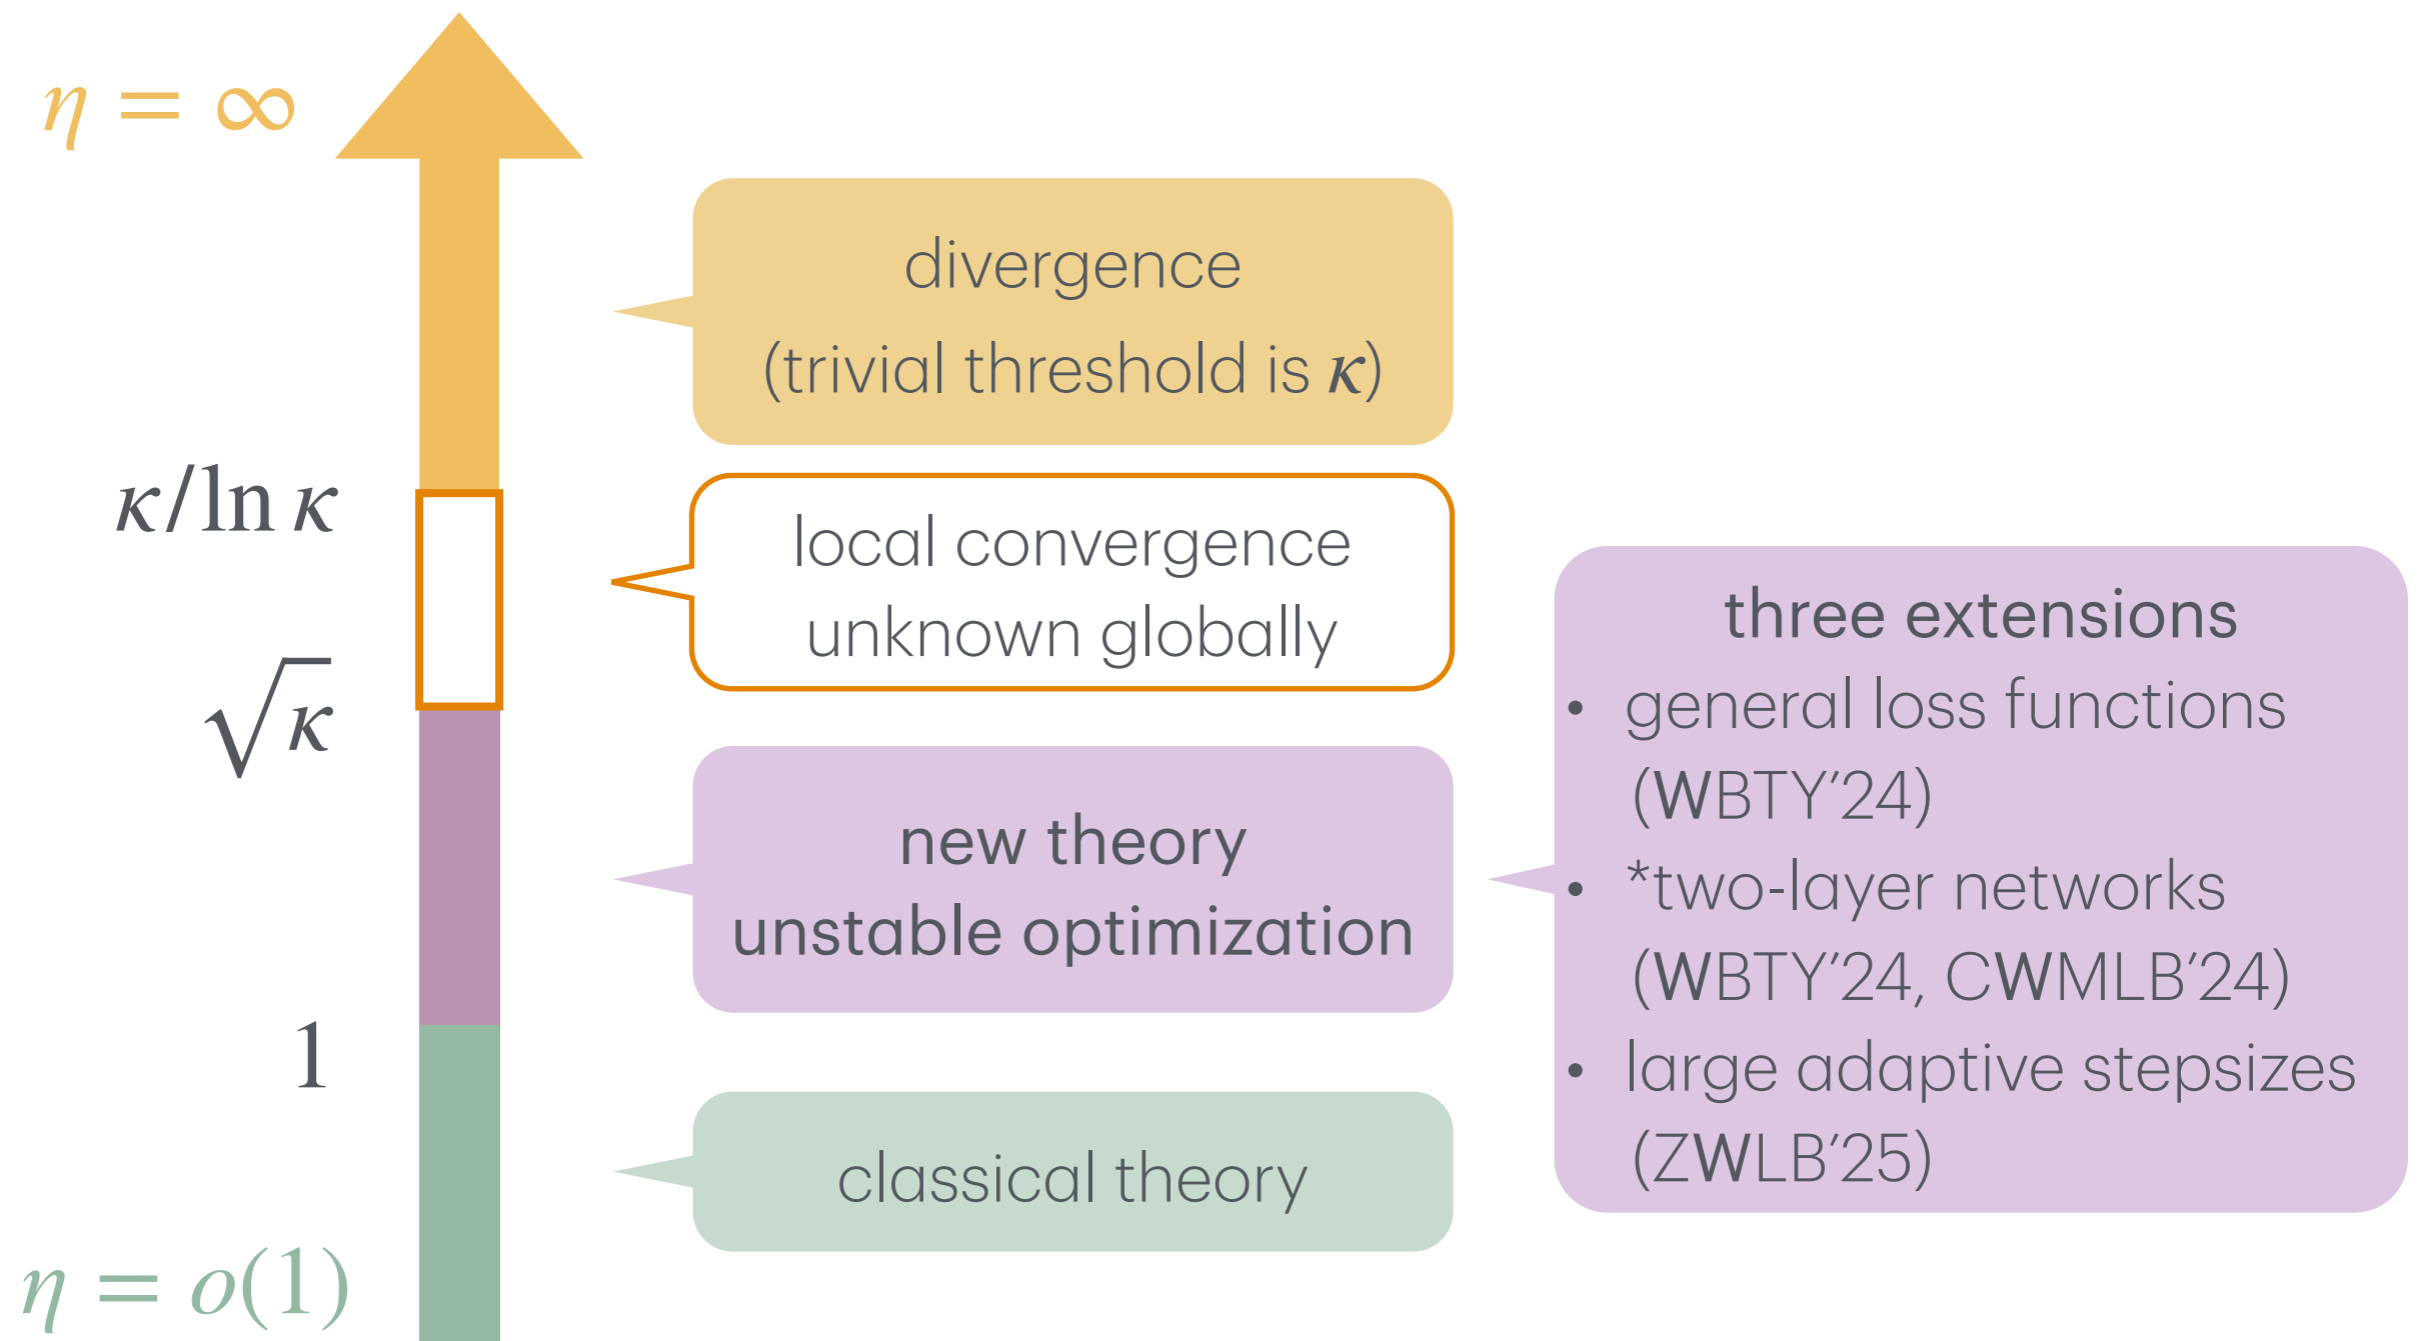 η = ∞
divergence
(trivial threshold is κ)
κ/ln κ
local convergence
unknown globally
√κ
new theory
unstable optimization
three extensions
• general loss functions
(WBTY’24)
• *two-layer networks
(WBTY’24, CWMLB’24)
• large adaptive stepsizes
(ZWLB’25)
1
classical theory
η = o(1)